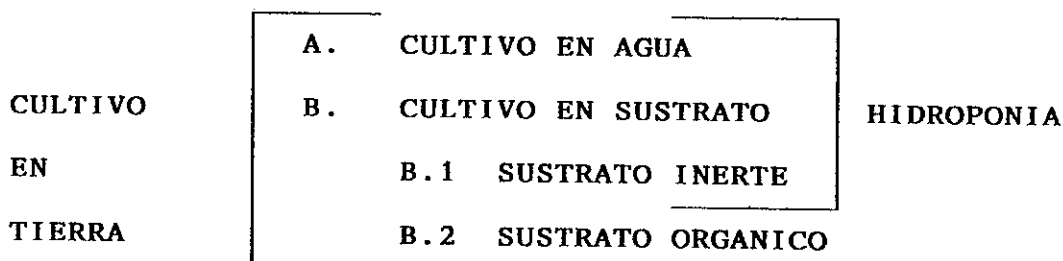 A. CULTIVO EN AGUA
CULTIVO B. CULTIVO EN SUSTRATO HIDROPONIA
EN B.1 SUSTRATO INERTE
TIERRA B.2 SUSTRATO ORGANICO